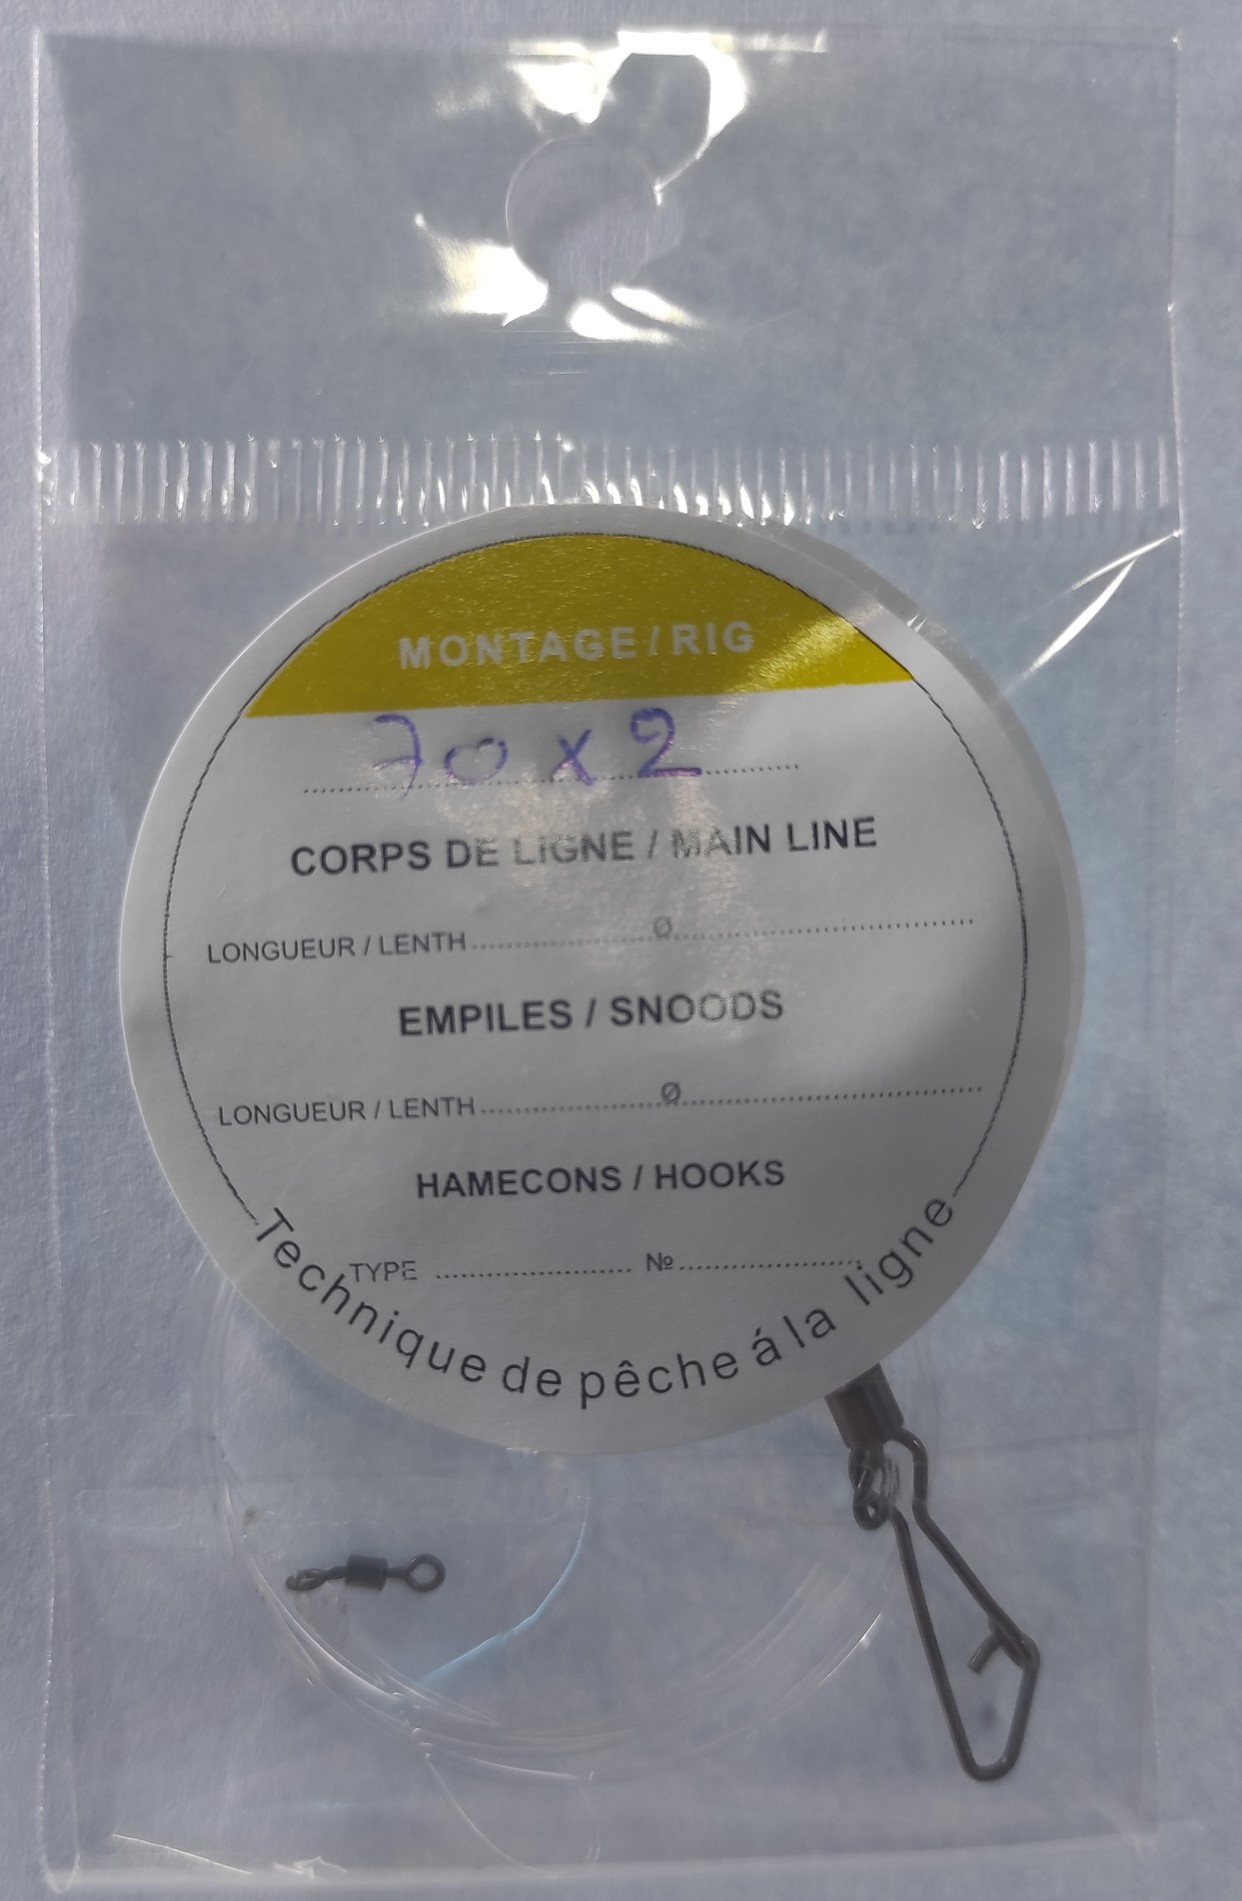 MONTAGE / RIG
70 x 2
CORPS DE LIGNE / MAIN LINE
LONGUEUR / LENTH ........................ Ø ........................
EMPILES / SNOODS
LONGUEUR / LENTH ........................ Ø ........................
HAMECONS / HOOKS
TYPE ........................ № ........................
Technique de pêche á la ligne